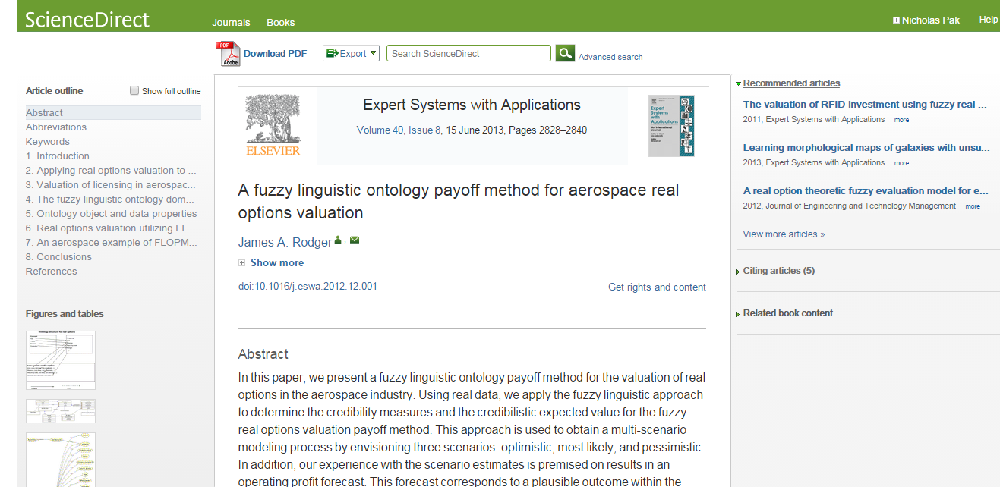 ScienceDirect
Journals Books
Nicholas Pak Help
PDF
Adobe
Download PDF
Export
Search ScienceDirect
Advanced search
Article outline
Show full outline
Abstract
Abbreviations
Keywords
1. Introduction
2. Applying real options valuation to ...
3. Valuation of licensing in aerospac...
4. The fuzzy linguistic ontology dom...
5. Ontology object and data properties
6. Real options valuation utilizing FL...
7. An aerospace example of FLOPM...
8. Conclusions
References
Figures and tables
ELSEVIER
Expert Systems with Applications
Volume 40, Issue 8, 15 June 2013, Pages 2828–2840
Expert
Systems
with
Applications
A fuzzy linguistic ontology payoff method for aerospace real
options valuation
James A. Rodger ,
Show more
doi:10.1016/j.eswa.2012.12.001
Get rights and content
Abstract
In this paper, we present a fuzzy linguistic ontology payoff method for the valuation of real
options in the aerospace industry. Using real data, we apply the fuzzy linguistic approach
to determine the credibility measures and the credibilistic expected value for the fuzzy
real options valuation payoff method. This approach is used to obtain a multi-scenario
modeling process by envisioning three scenarios: optimistic, most likely, and pessimistic.
In addition, our experience with the scenario estimates is premised on results in an
operating profit forecast. This forecast corresponds to a plausible outcome within the
Recommended articles
The valuation of RFID investment using fuzzy real ...
2011, Expert Systems with Applications more
Learning morphological maps of galaxies with unsu...
2013, Expert Systems with Applications more
A real option theoretic fuzzy evaluation model for e...
2012, Journal of Engineering and Technology Management more
View more articles »
Citing articles (5)
Related book content